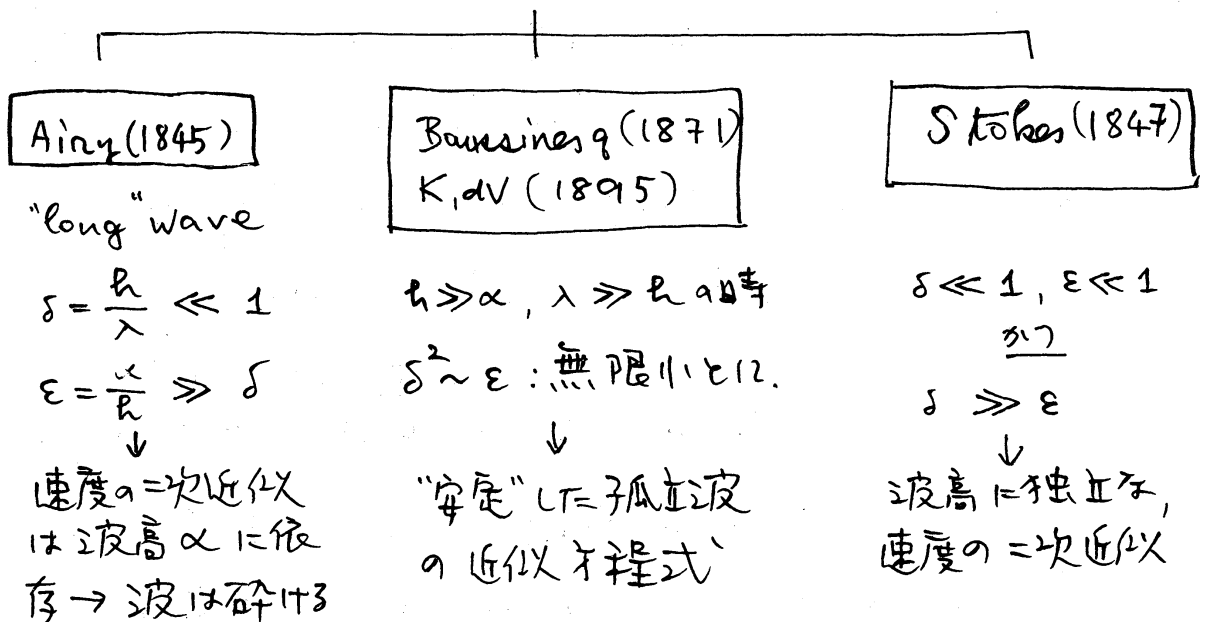 Airy (1845)
"long" wave
δ = h/λ ≪ 1
ε = α/h ≫ δ
↓
速度の二次近似
は波高 α に依
存 → 波は砕ける
Boussinesq (1871)
K,dV (1895)
h ≫ α, λ ≫ h の時
δ² ~ ε : 無限小とに.
↓
"安定"した孤立波
の近似方程式
Stokes (1847)
δ ≪ 1, ε ≪ 1
かつ
δ ≫ ε
↓
波高に独立な,
速度の二次近似